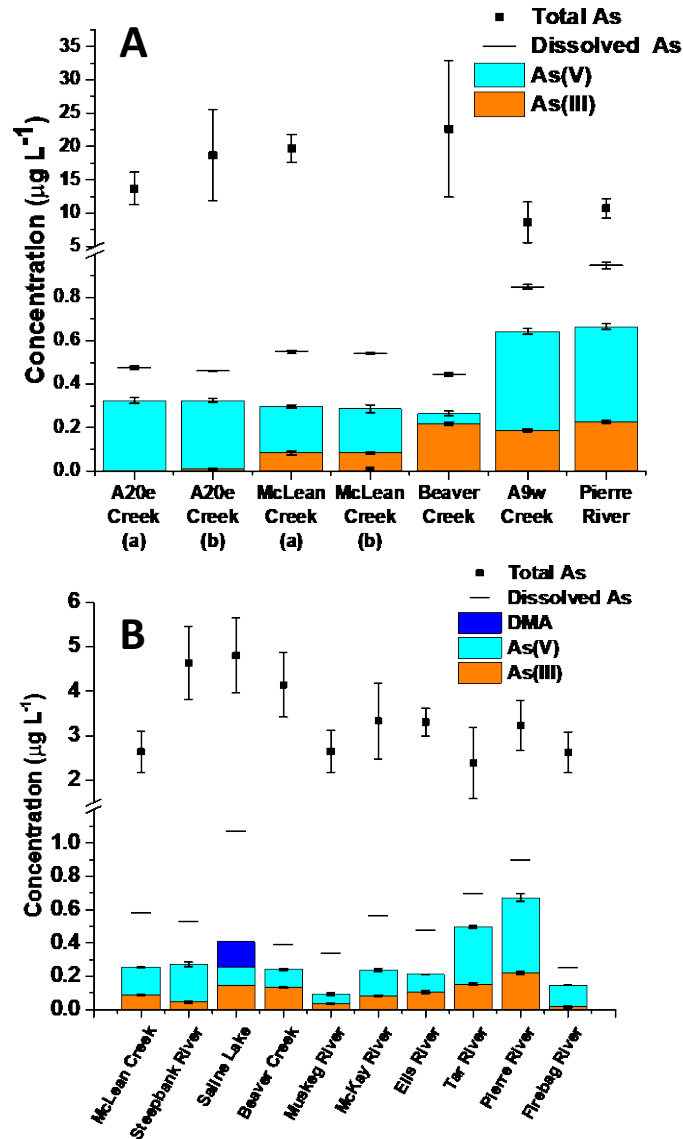 A
Total As
Dissolved As
As(V)
As(III)
Concentration (µg L⁻¹)
37.5
35
30
25
20
15
10
5
0.8
0.6
0.4
0.2
0.0
A20e Creek (a)
A20e Creek (b)
McLean Creek (a)
McLean Creek (b)
Beaver Creek
A9w Creek
Pierre River
B
Total As
Dissolved As
DMA
As(V)
As(III)
Concentration (µg L⁻¹)
6
5
4
3
2
1.0
0.8
0.6
0.4
0.2
0.0
McLean Creek
Steepbank River
Saline Lake
Beaver Creek
Muskeg River
McKay River
Ells River
Tar River
Pierre River
Firebag River